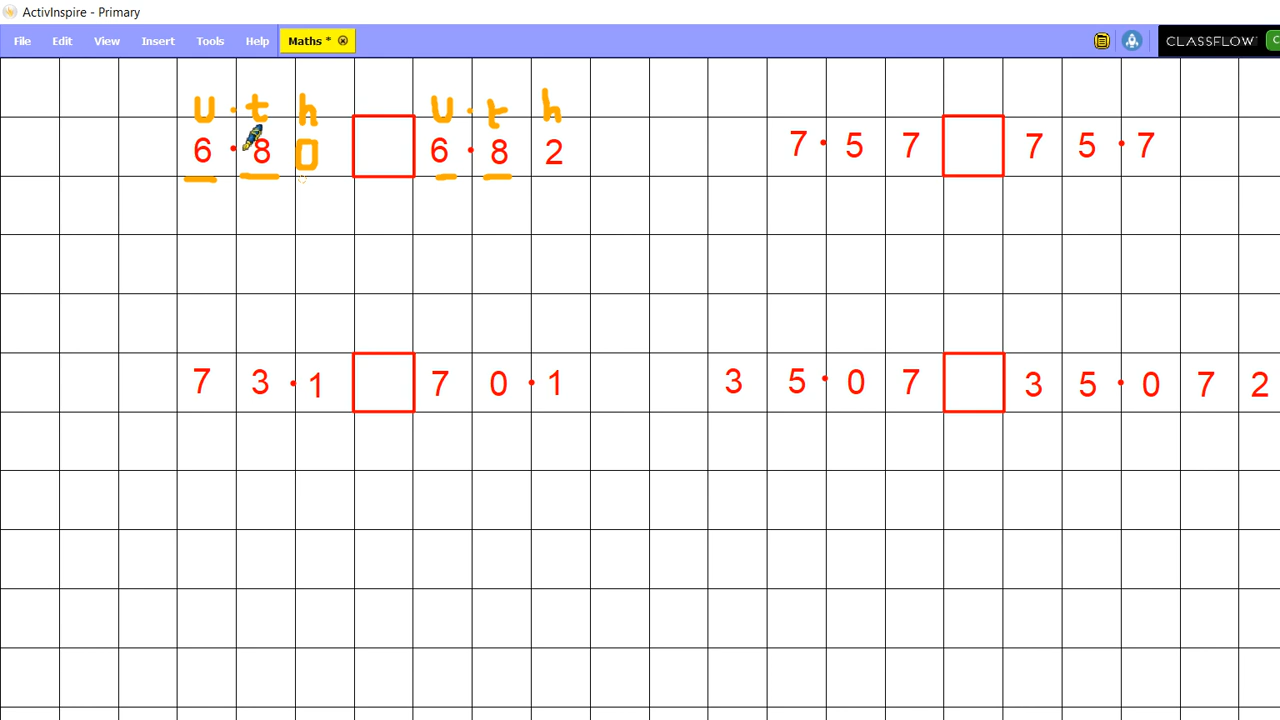 ActivInspire - Primary
File Edit View Insert Tools Help Maths * CLASSFLOW
U · t h U · t h
6 · 8 0 6 · 8 2 7 · 5 7 7 5 · 7
7 3 · 1 7 0 · 1 3 5 · 0 7 3 5 · 0 7 2